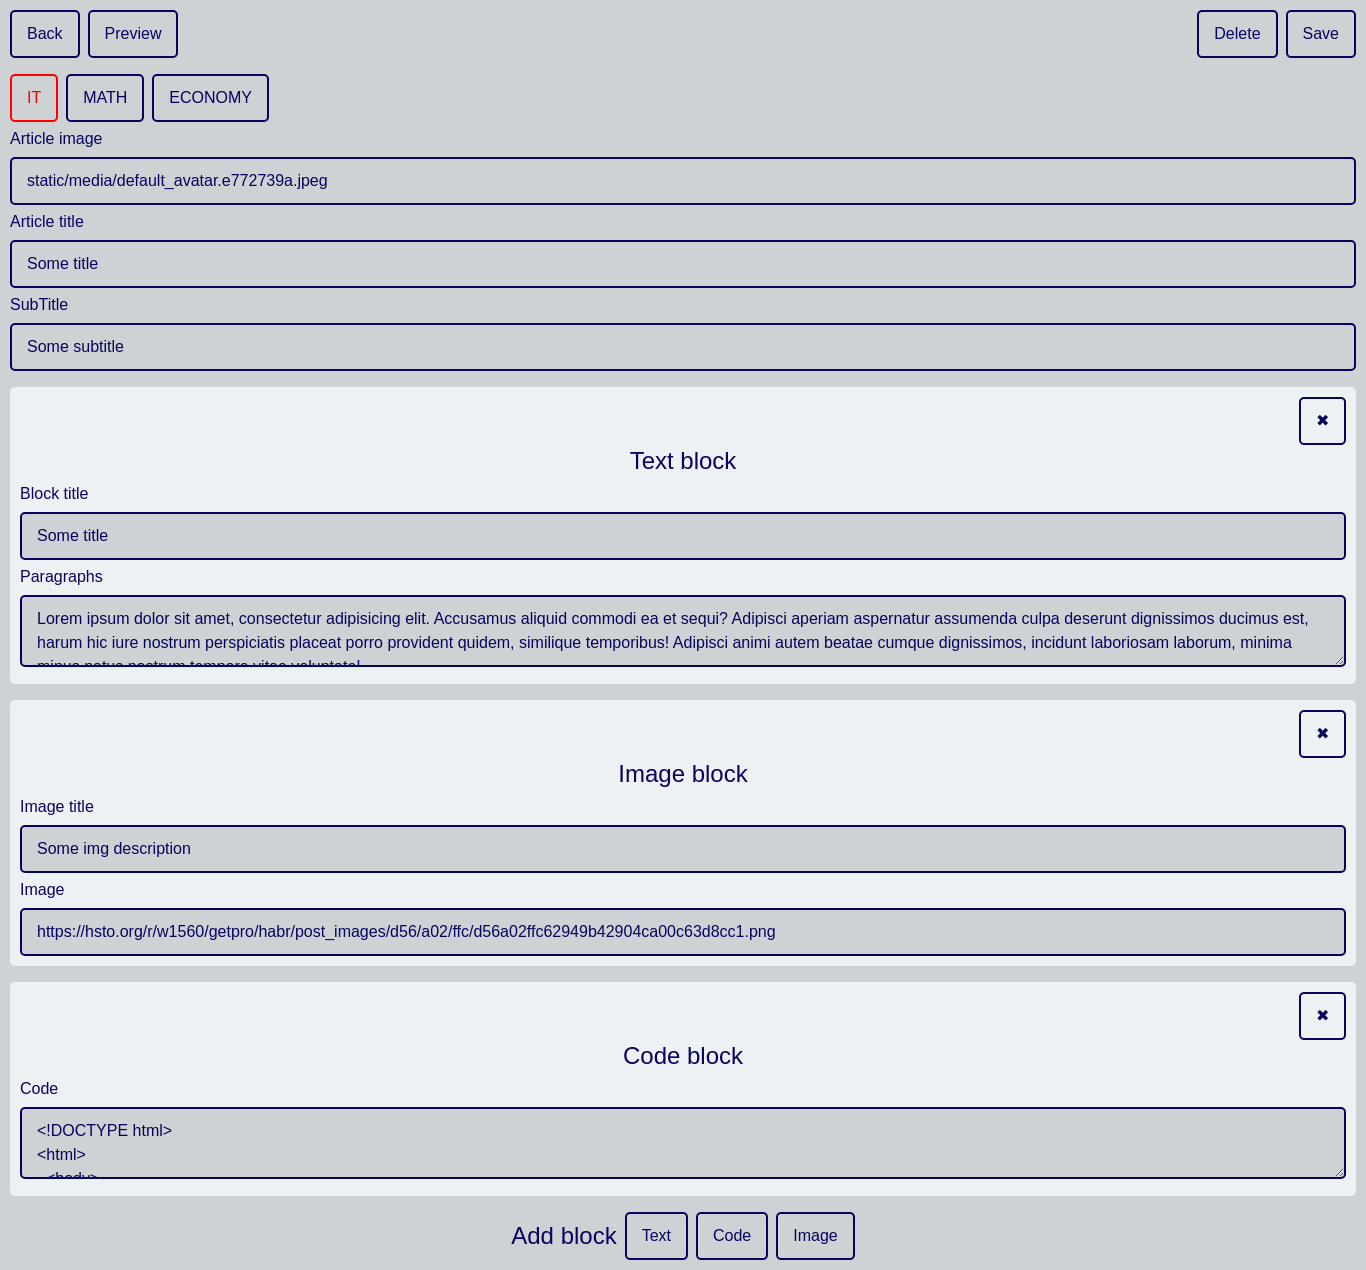 Back Preview Delete Save
IT MATH ECONOMY
Article image
static/media/default_avatar.e772739a.jpeg
Article title
Some title
SubTitle
Some subtitle
✖
Text block
Block title
Some title
Paragraphs
Lorem ipsum dolor sit amet, consectetur adipisicing elit. Accusamus aliquid commodi ea et sequi? Adipisci aperiam aspernatur assumenda culpa deserunt dignissimos ducimus est,
harum hic iure nostrum perspiciatis placeat porro provident quidem, similique temporibus! Adipisci animi autem beatae cumque dignissimos, incidunt laboriosam laborum, minima
✖
Image block
Image title
Some img description
Image
https://hsto.org/r/w1560/getpro/habr/post_images/d56/a02/ffc/d56a02ffc62949b42904ca00c63d8cc1.png
✖
Code block
Code
<!DOCTYPE html>
<html>
<body>
Add block Text Code Image